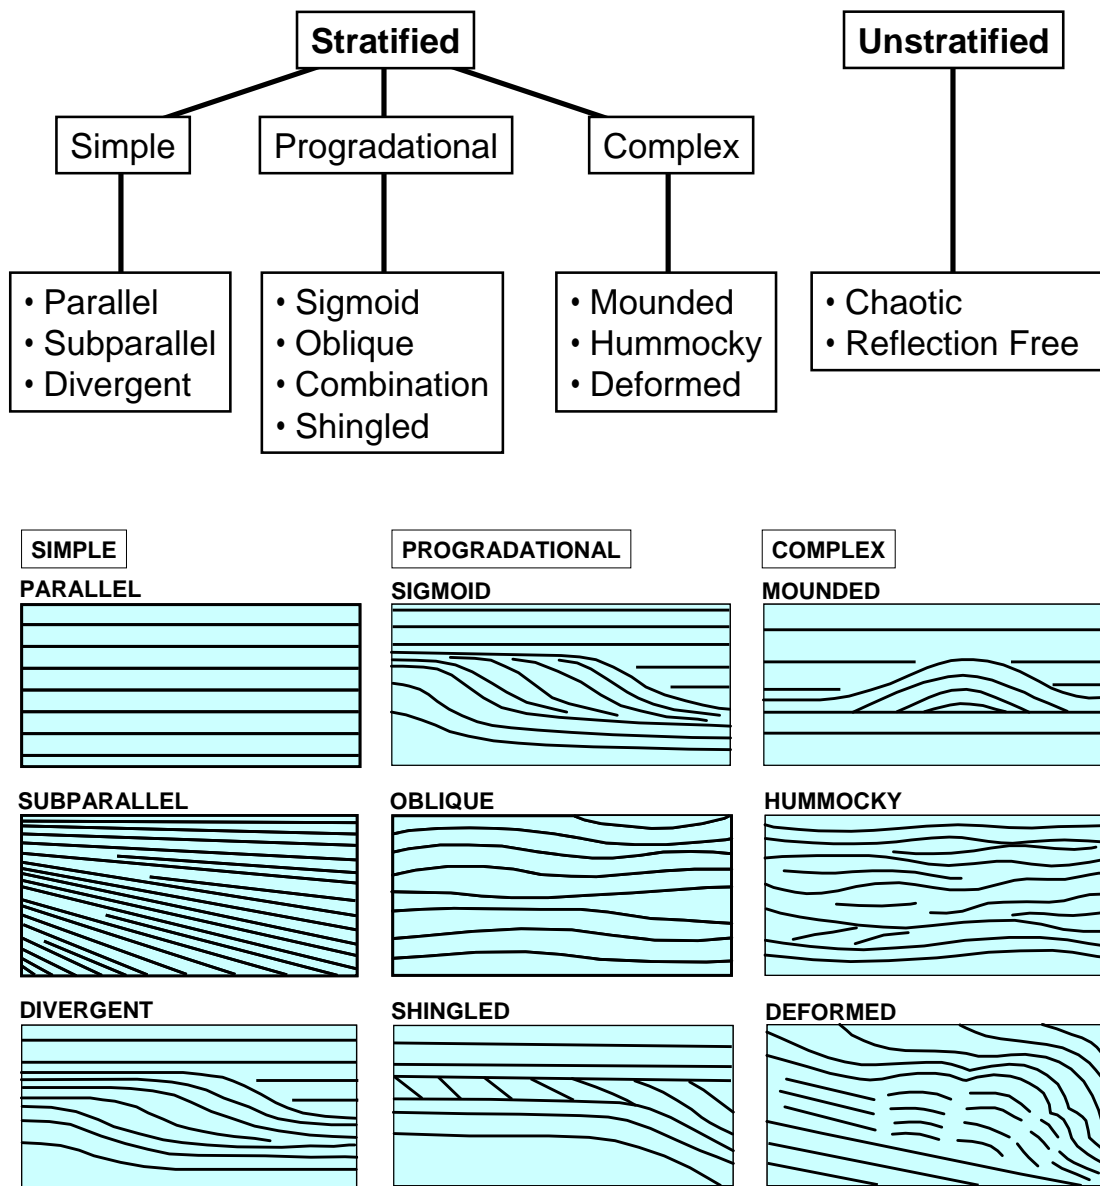 Stratified
Unstratified
Simple
Progradational
Complex
• Parallel
• Subparallel
• Divergent
• Sigmoid
• Oblique
• Combination
• Shingled
• Mounded
• Hummocky
• Deformed
• Chaotic
• Reflection Free
SIMPLE
PROGRADATIONAL
COMPLEX
PARALLEL
SIGMOID
MOUNDED
SUBPARALLEL
OBLIQUE
HUMMOCKY
DIVERGENT
SHINGLED
DEFORMED